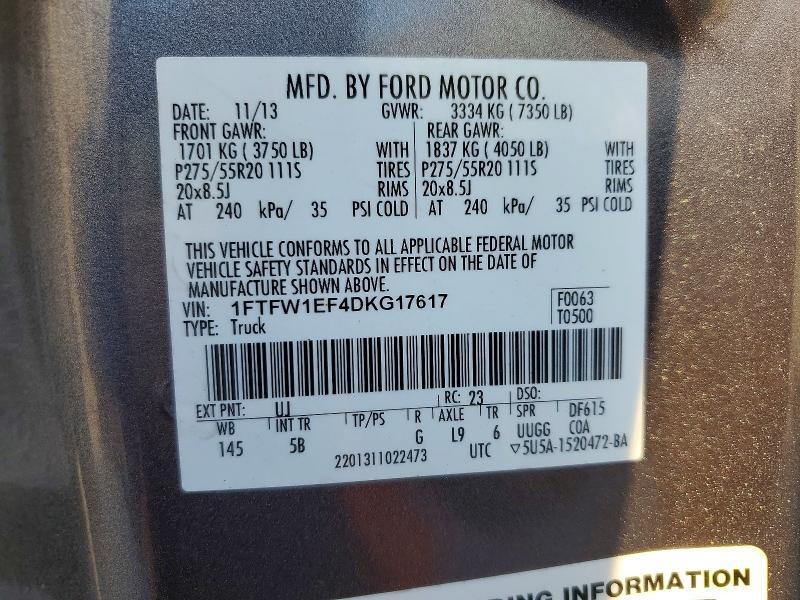 MFD. BY FORD MOTOR CO.
DATE: 11/13 GVWR: 3334 KG ( 7350 LB)
FRONT GAWR: REAR GAWR:
1701 KG ( 3750 LB) WITH 1837 KG ( 4050 LB) WITH
P275/55R20 111S TIRES P275/55R20 111S TIRES
20x8.5J RIMS 20x8.5J RIMS
AT 240 kPa/ 35 PSI COLD AT 240 kPa/ 35 PSI COLD
THIS VEHICLE CONFORMS TO ALL APPLICABLE FEDERAL MOTOR
VEHICLE SAFETY STANDARDS IN EFFECT ON THE DATE OF
MANUFACTURE SHOWN ABOVE.
VIN: 1FTFW1EF4DKG17617 F0063
TYPE: Truck T0500
RC: 23 DSO:
EXT PNT: UJ DF615
WB INT TR TP/PS R AXLE TR SPR COA
145 5B G L9 6 UUGG
2201311022473 UTC ▽5U5A-1520472-BA
INFORMATION